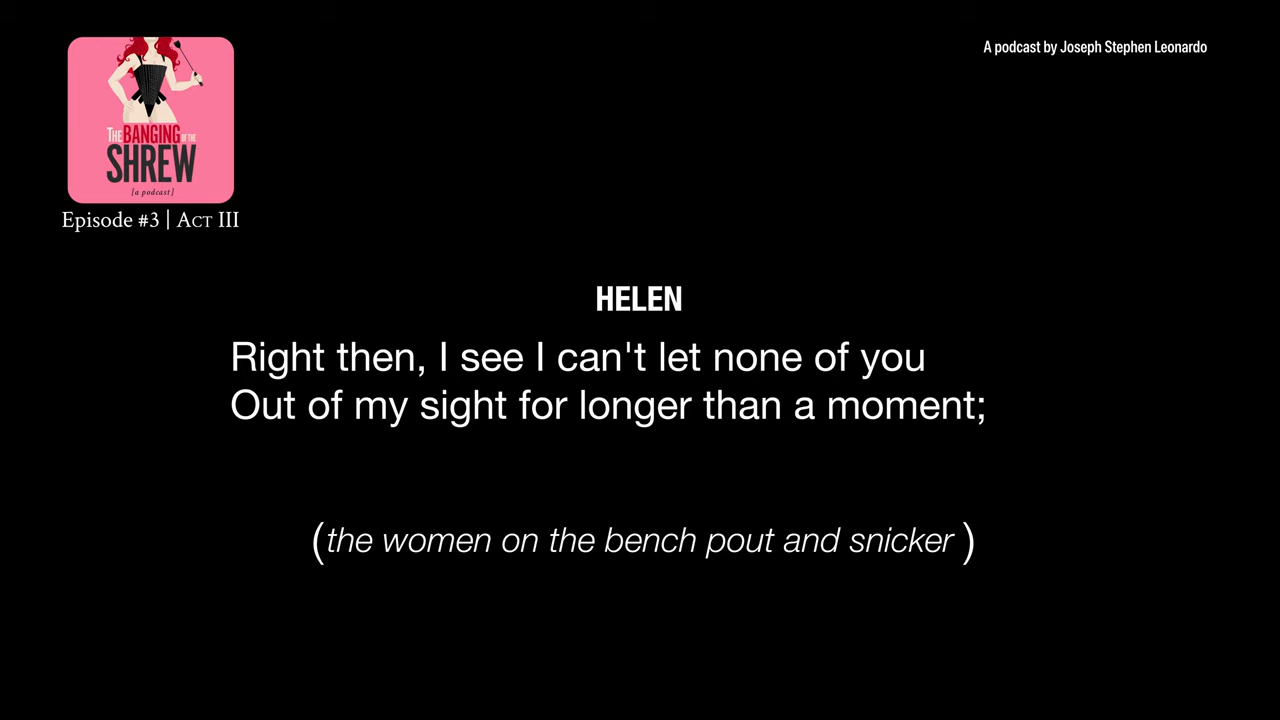 A podcast by Joseph Stephen Leonardo
THE BANGING OF THE
SHREW
[a podcast]
Episode #3 | ACT III
HELEN
Right then, I see I can't let none of you
Out of my sight for longer than a moment;
(the women on the bench pout and snicker )